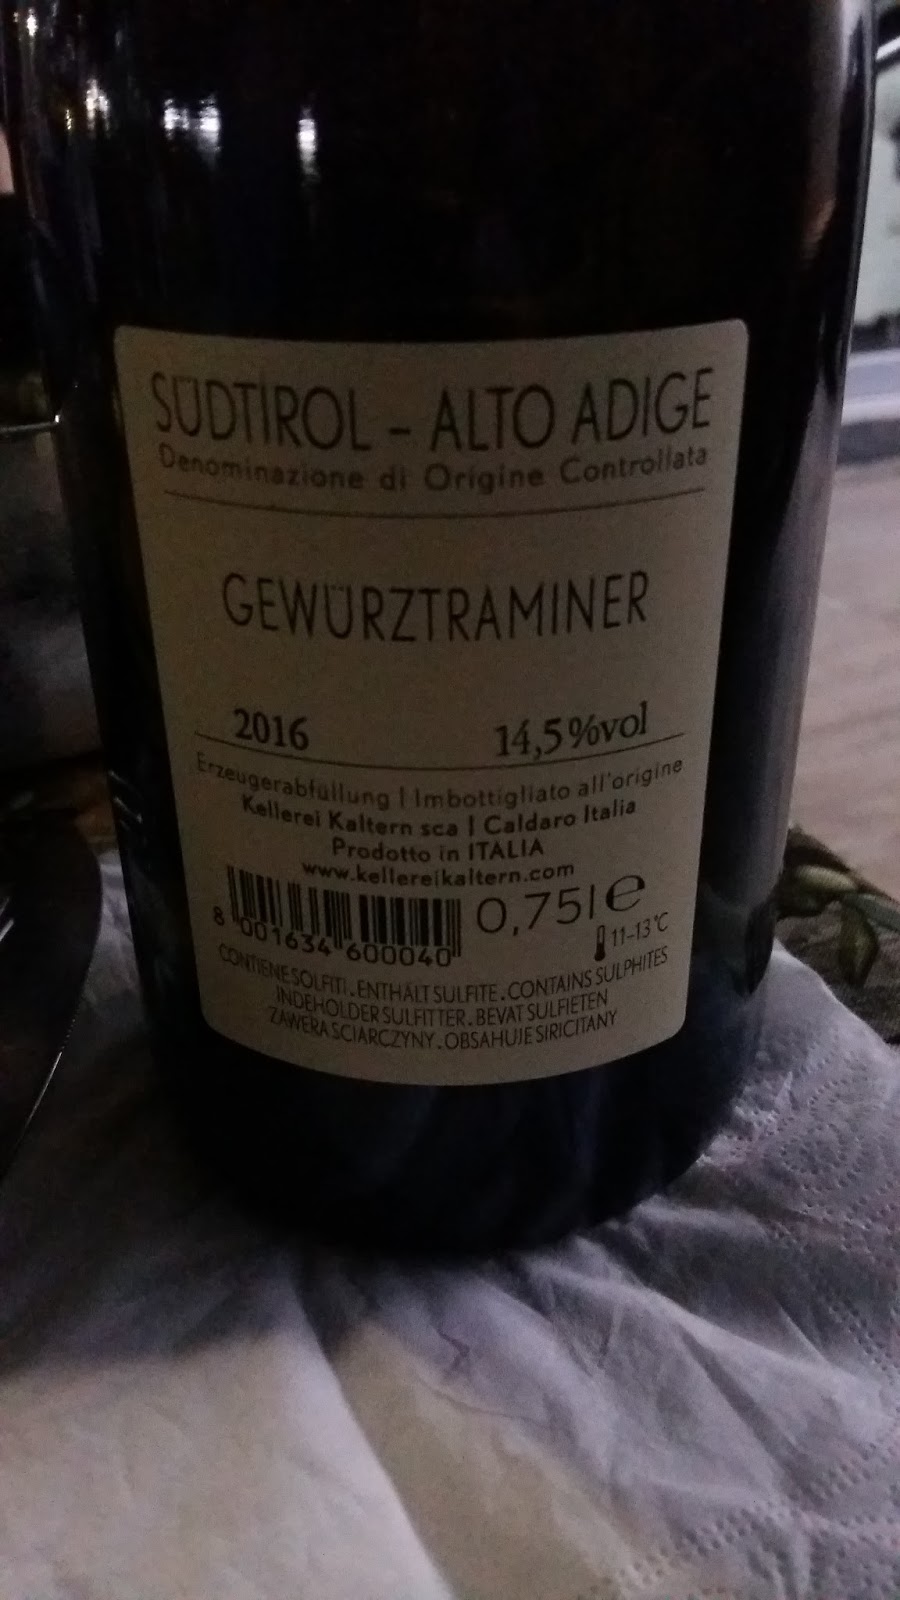 SÜDTIROL – ALTO ADIGE
Denominazione di Origine Controllata
GEWÜRZTRAMINER
2016 14,5%vol
Erzeugerabfüllung | Imbottigliato all'origine
Kellerei Kaltern sca | Caldaro Italia
Prodotto in ITALIA
www.kellereikaltern.com
8 001634 600040 0,75l e
11–13°C
CONTIENE SOLFITI . ENTHÄLT SULFITE . CONTAINS SULPHITES
INDEHOLDER SULFITTER . BEVAT SULFIETEN
ZAWERA SCIARCZYNY . OBSAHUJE SIRICITANY